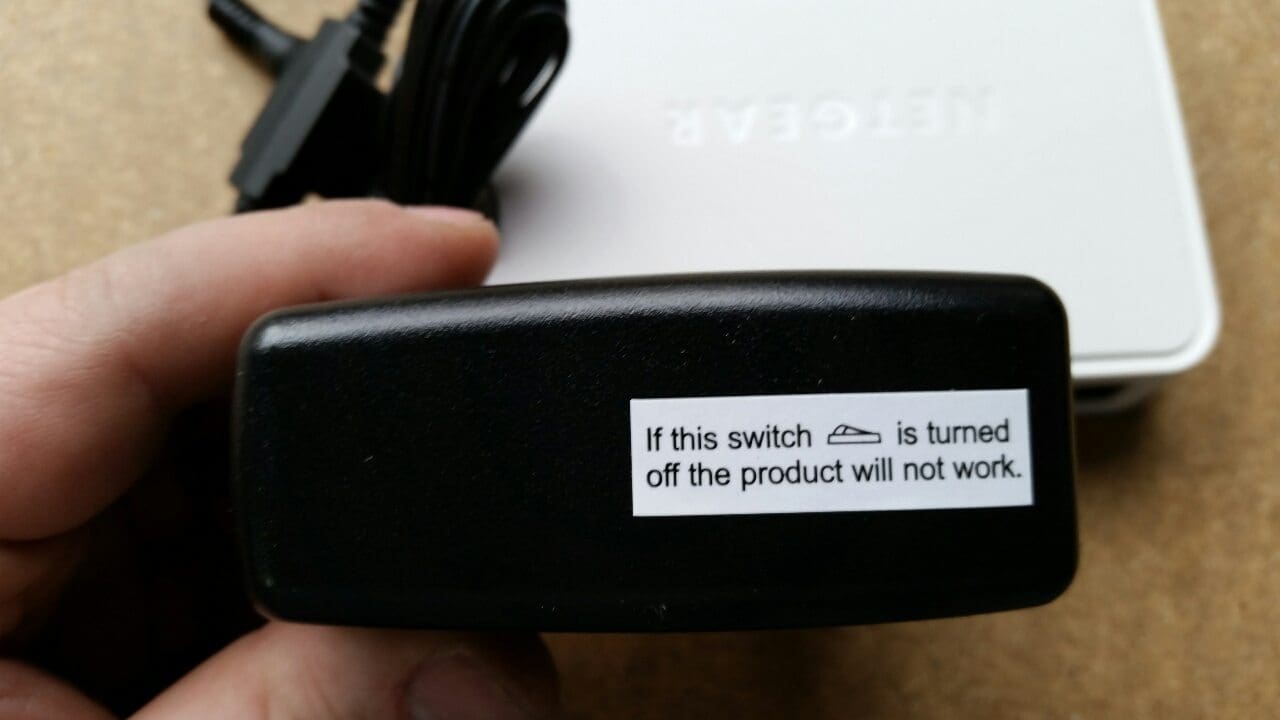 NETGEAR
If this switch is turned
off the product will not work.